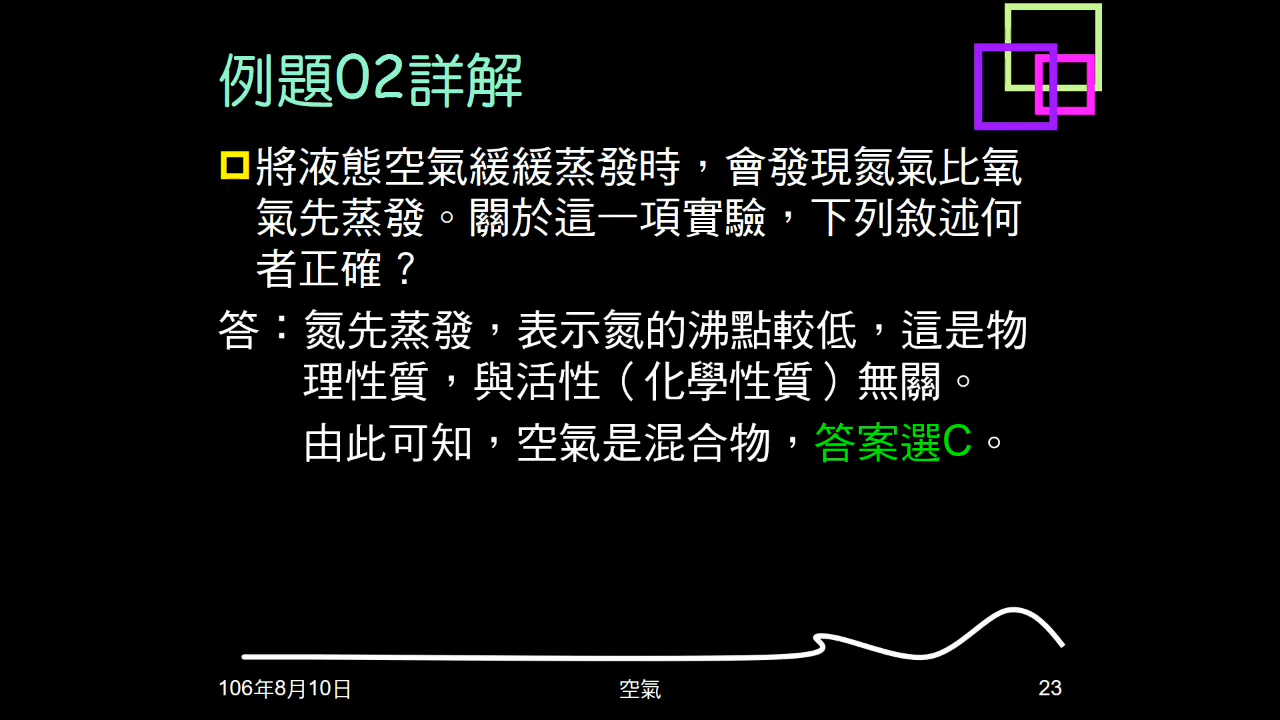 例題02詳解
將液態空氣緩緩蒸發時，會發現氮氣比氧
氣先蒸發。關於這一項實驗，下列敘述何
者正確？
答：氮先蒸發，表示氮的沸點較低，這是物
理性質，與活性（化學性質）無關。
由此可知，空氣是混合物，答案選C。
106年8月10日
空氣
23